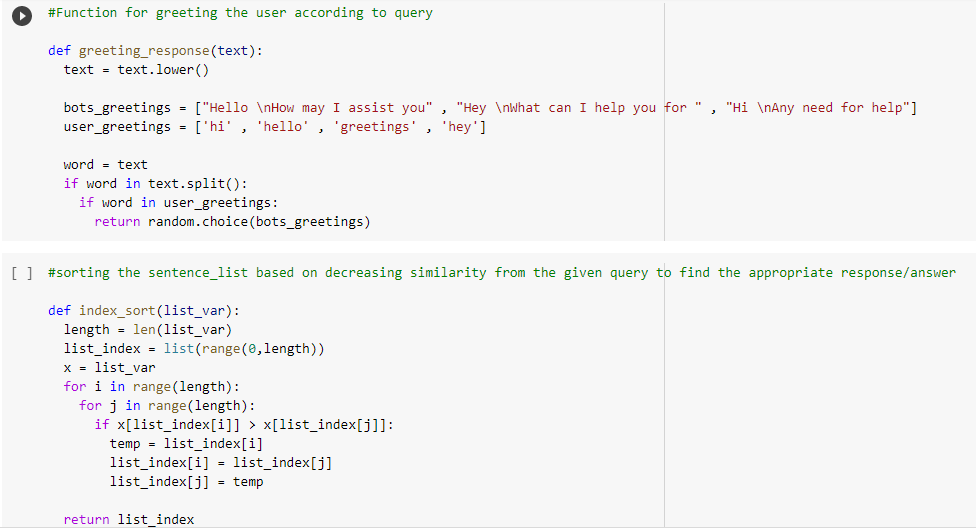 #Function for greeting the user according to query
def greeting_response(text):
text = text.lower()
bots_greetings = ["Hello \nHow may I assist you" , "Hey \nWhat can I help you for " , "Hi \nAny need for help"]
user_greetings = ['hi' , 'hello' , 'greetings' , 'hey']
word = text
if word in text.split():
if word in user_greetings:
return random.choice(bots_greetings)
[ ] #sorting the sentence_list based on decreasing similarity from the given query to find the appropriate response/answer
def index_sort(list_var):
length = len(list_var)
list_index = list(range(0,length))
x = list_var
for i in range(length):
for j in range(length):
if x[list_index[i]] > x[list_index[j]]:
temp = list_index[i]
list_index[i] = list_index[j]
list_index[j] = temp
return list_index